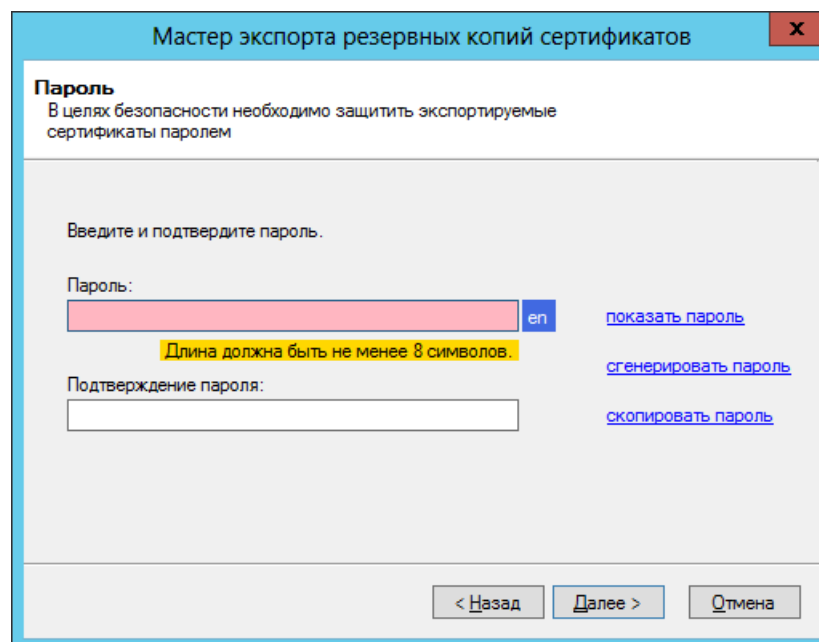 Мастер экспорта резервных копий сертификатов
x
Пароль
В целях безопасности необходимо защитить экспортируемые
сертификаты паролем
Введите и подтвердите пароль.
Пароль:
en
показать пароль
Длина должна быть не менее 8 символов.
сгенерировать пароль
Подтверждение пароля:
скопировать пароль
< Назад
Далее >
Отмена